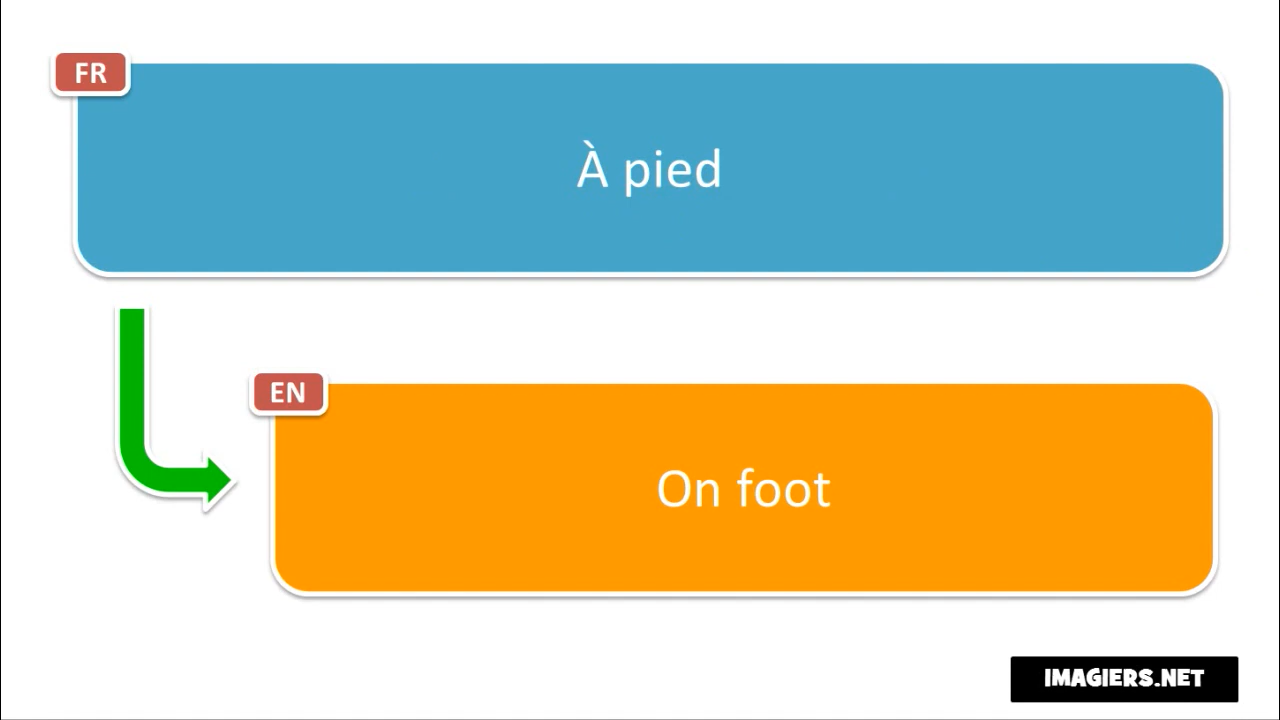 FR
À pied
EN
On foot
IMAGIERS.NET